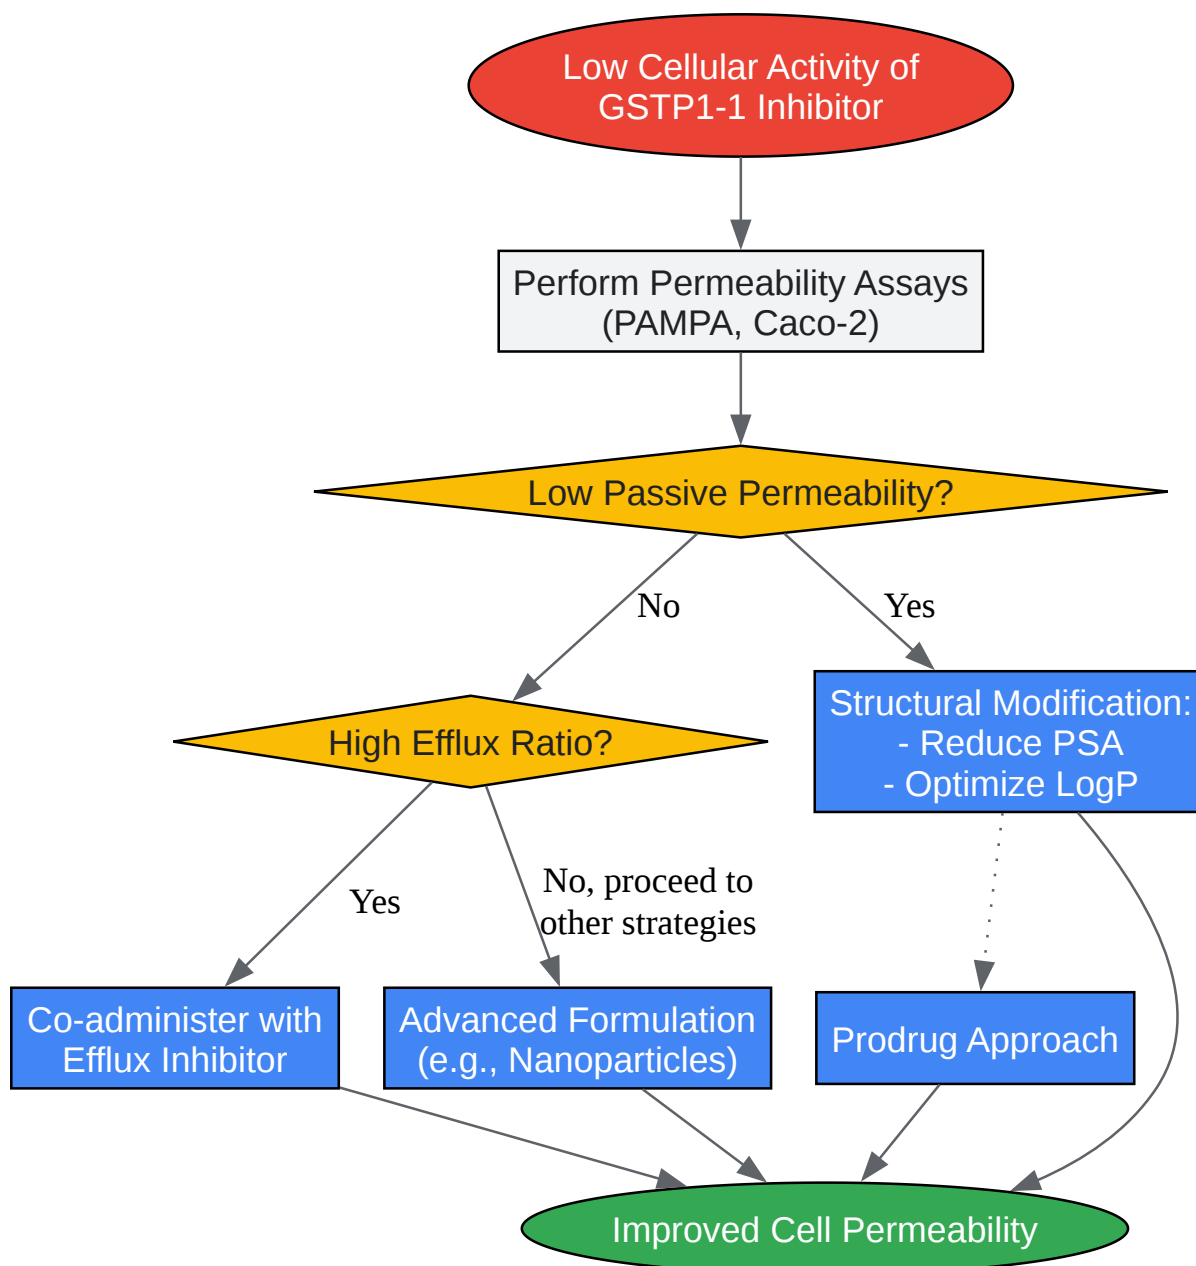 Low Cellular Activity of
GSTP1-1 Inhibitor
Perform Permeability Assays
(PAMPA, Caco-2)
Low Passive Permeability?
No
Yes
High Efflux Ratio?
Structural Modification:
- Reduce PSA
- Optimize LogP
Yes
No, proceed to
other strategies
Co-administer with
Efflux Inhibitor
Advanced Formulation
(e.g., Nanoparticles)
Prodrug Approach
Improved Cell Permeability